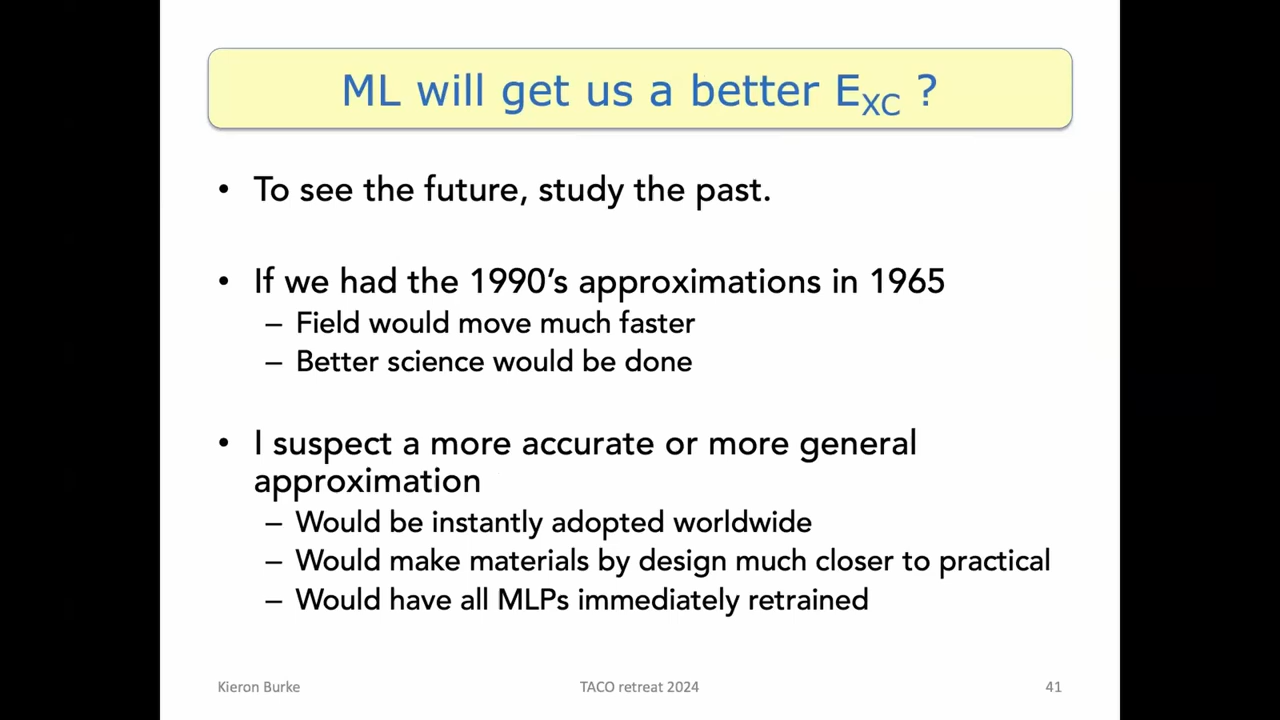 ML will get us a better EXC ?
• To see the future, study the past.
• If we had the 1990’s approximations in 1965
– Field would move much faster
– Better science would be done
• I suspect a more accurate or more general
approximation
– Would be instantly adopted worldwide
– Would make materials by design much closer to practical
– Would have all MLPs immediately retrained
Kieron Burke
TACO retreat 2024
41